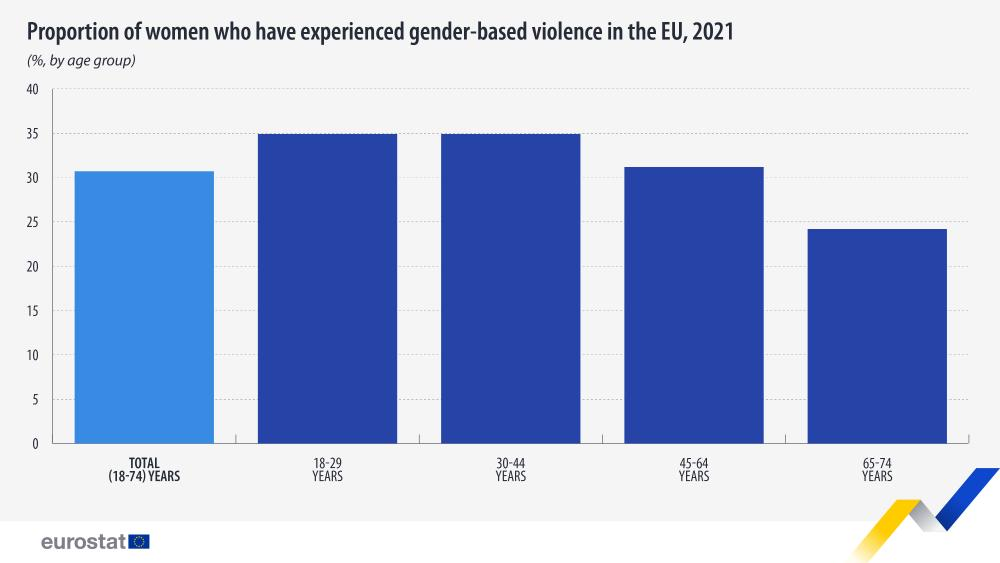 Proportion of women who have experienced gender-based violence in the EU, 2021
(%, by age group)
40
35
30
25
20
15
10
5
0
TOTAL
(18-74) YEARS
18-29
YEARS
30-44
YEARS
45-64
YEARS
65-74
YEARS
eurostat